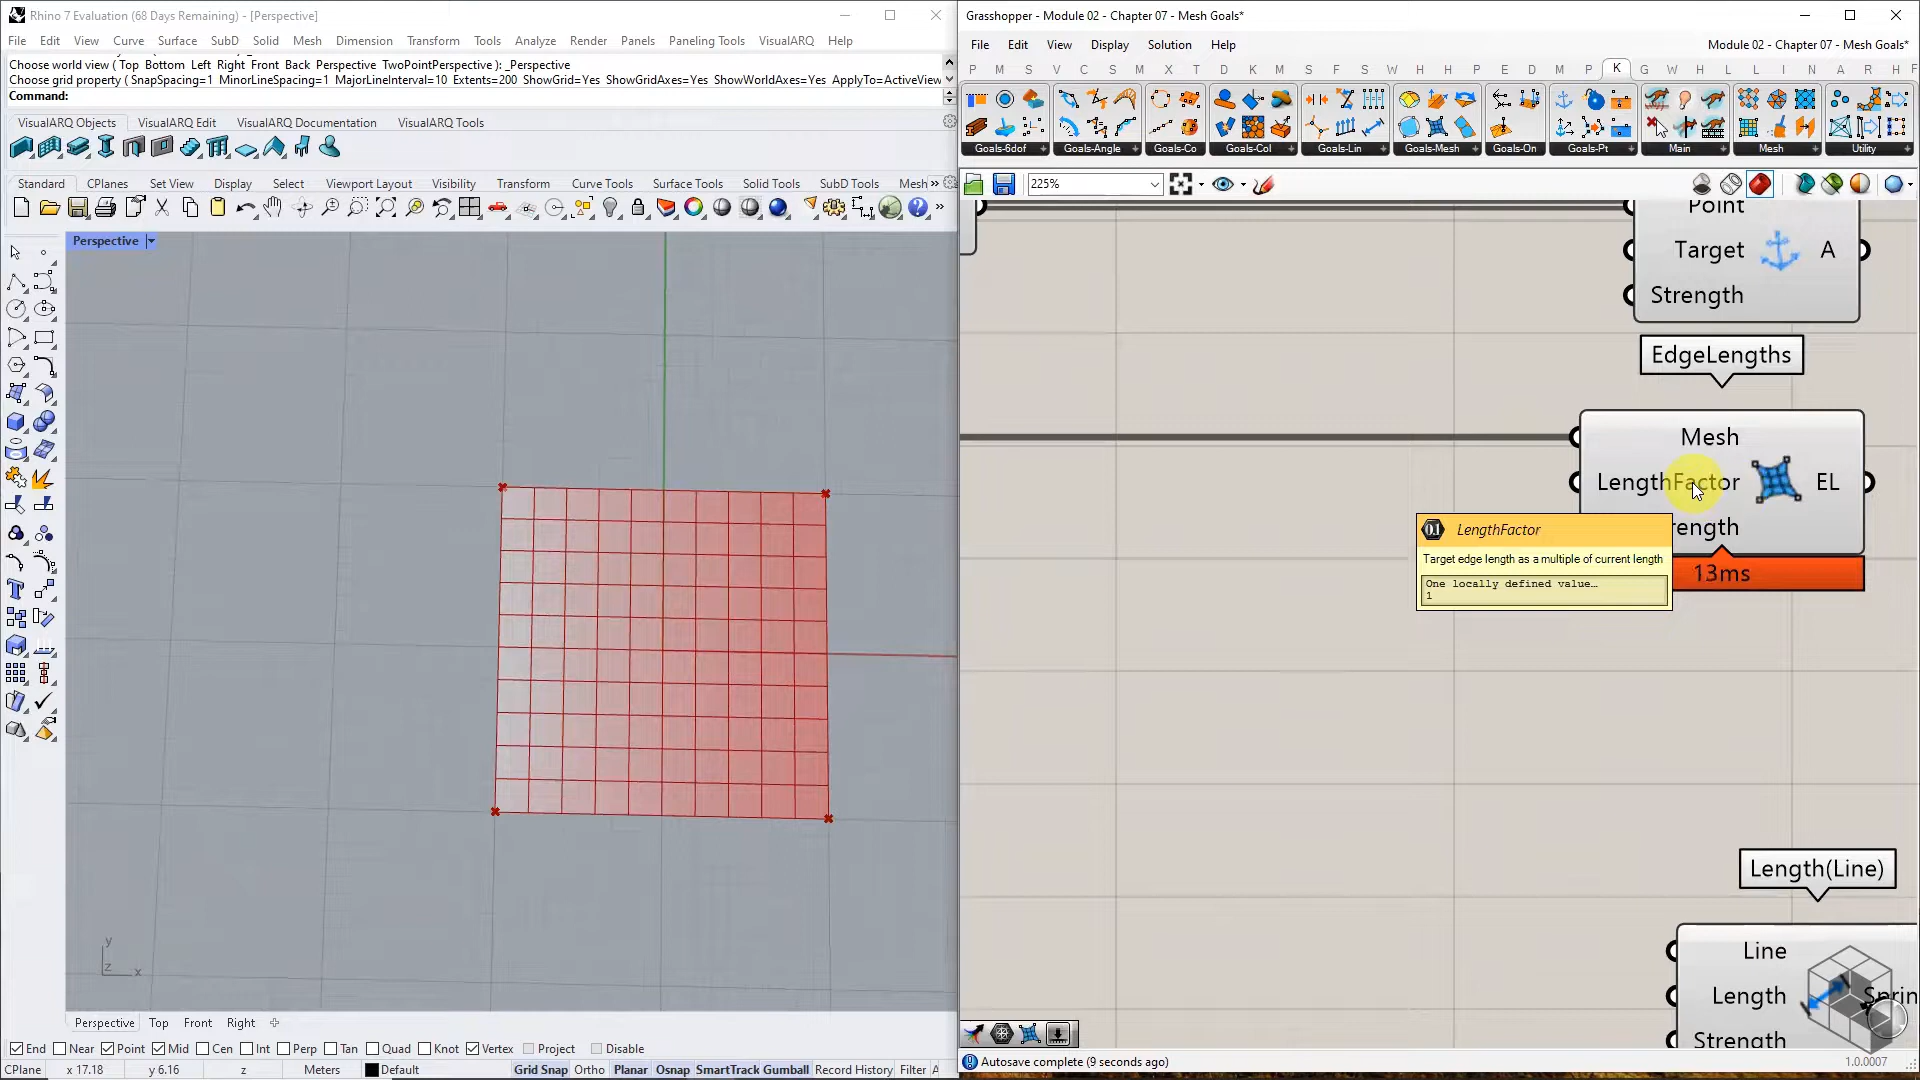 Rhino 7 Evaluation (68 Days Remaining) - [Perspective]
File Edit View Curve Surface SubD Solid Mesh Dimension Transform Tools Analyze Render Panels Paneling Tools VisualARQ Help
Choose world view ( Top Bottom Left Right Front Back Perspective TwoPointPerspective ): _Perspective
Choose grid property ( SnapSpacing=1 MinorLineSpacing=1 MajorLineInterval=10 Extents=200 ShowGrid=Yes ShowGridAxes=Yes ShowWorldAxes=Yes ApplyTo=ActiveView
Command:
VisualARQ Objects VisualARQ Edit VisualARQ Documentation VisualARQ Tools
Standard CPlanes Set View Display Select Viewport Layout Visibility Transform Curve Tools Surface Tools Solid Tools SubD Tools Mesh »
Perspective
y
z x
Perspective Top Front Right
End Near Point Mid Cen Int Perp Tan Quad Knot Vertex Project Disable
CPlane x 17.18 y 6.16 z Meters Default Grid Snap Ortho Planar Osnap SmartTrack Gumball Record History Filter A
Grasshopper - Module 02 - Chapter 07 - Mesh Goals*
File Edit View Display Solution Help
Module 02 - Chapter 07 - Mesh Goals*
P M S V C S M X T D K M S F S W K P E D M P K G W H L L I N A R H F
Goals-6dof Goals-Angle Goals-Co Goals-Col Goals-Lin Goals-Mesh Goals-On Goals-Pt Main Mesh Utility
225%
Point
Target A
Strength
EdgeLengths
Mesh
LengthFactor EL
rength
13ms
LengthFactor
Target edge length as a multiple of current length
One locally defined value...
1
Length(Line)
Line
Length Sprin
Strength
Autosave complete (9 seconds ago)
1.0.0007